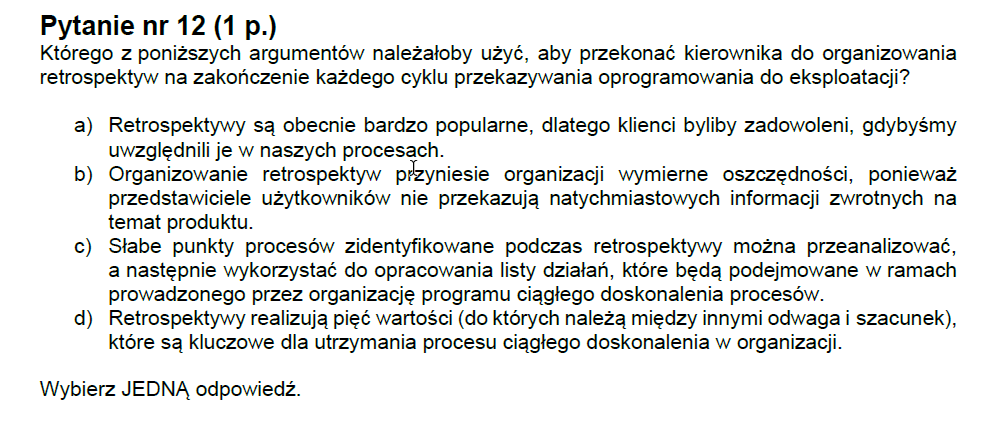 Pytanie nr 12 (1 p.)
Którego z poniższych argumentów należałoby użyć, aby przekonać kierownika do organizowania
retrospektyw na zakończenie każdego cyklu przekazywania oprogramowania do eksploatacji?
a) Retrospektywy są obecnie bardzo popularne, dlatego klienci byliby zadowoleni, gdybyśmy
uwzględnili je w naszych procesach.
b) Organizowanie retrospektyw przyniesie organizacji wymierne oszczędności, ponieważ
przedstawiciele użytkowników nie przekazują natychmiastowych informacji zwrotnych na
temat produktu.
c) Słabe punkty procesów zidentyfikowane podczas retrospektywy można przeanalizować,
a następnie wykorzystać do opracowania listy działań, które będą podejmowane w ramach
prowadzonego przez organizację programu ciągłego doskonalenia procesów.
d) Retrospektywy realizują pięć wartości (do których należą między innymi odwaga i szacunek),
które są kluczowe dla utrzymania procesu ciągłego doskonalenia w organizacji.
Wybierz JEDNĄ odpowiedź.